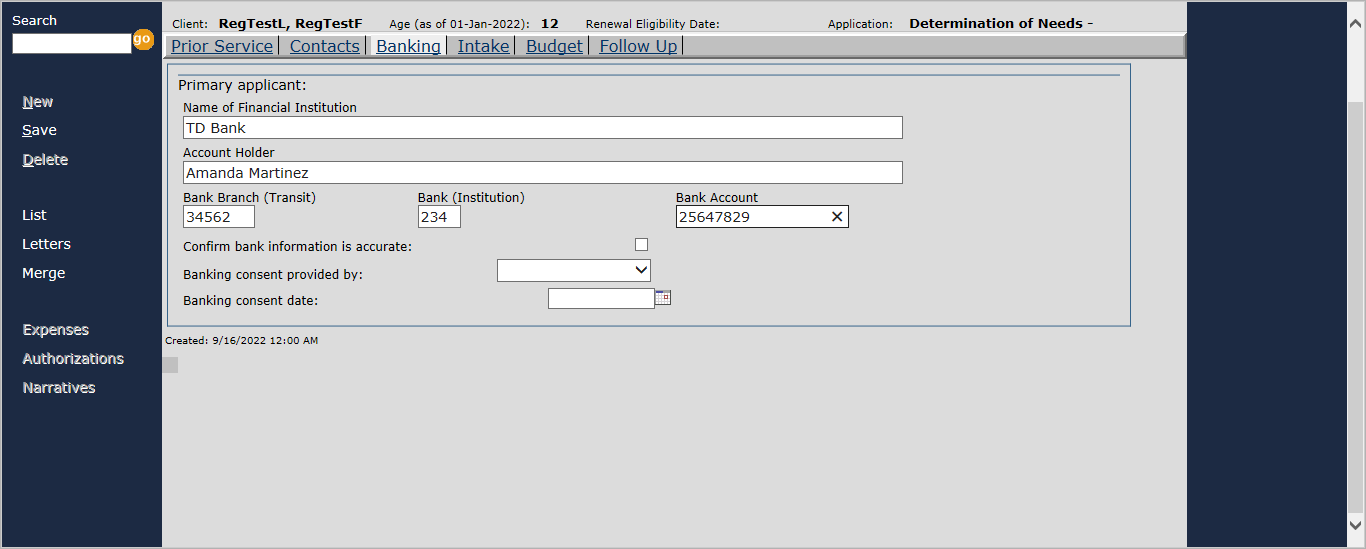 Search
go
New
Save
Delete
List
Letters
Merge
Expenses
Authorizations
Narratives
Client: RegTestL, RegTestF Age (as of 01-Jan-2022): 12 Renewal Eligibility Date: Application: Determination of Needs -
Prior Service Contacts Banking Intake Budget Follow Up
Primary applicant:
Name of Financial Institution
TD Bank
Account Holder
Amanda Martinez
Bank Branch (Transit) Bank (Institution) Bank Account
34562 234 25647829
Confirm bank information is accurate:
Banking consent provided by:
Banking consent date:
Created: 9/16/2022 12:00 AM